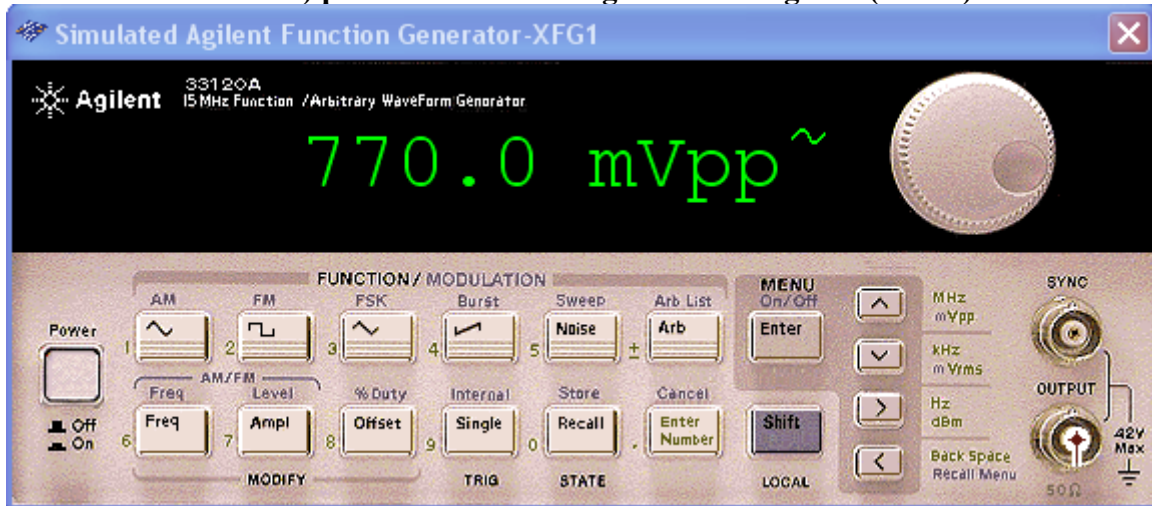 Simulated Agilent Function Generator-XFG1
Agilent
33120A
15 MHz Function / Arbitrary WaveForm Genorator
770.0 mVpp~
FUNCTION / MODULATION
AM FM FSK Burst Sweep Arb List
MENU
On/Off
Power
1 2 3 4 5 Noise ± Arb
Enter
MHz
mVpp
kHz
mVrms
Hz
dBm
Back Space
Recall Menu
SYNC
AM/FM
Freq Level % Duty Internal Store Cancel
6 Freq 7 Ampl 8 Offset 9 Single 0 Recall . Enter Number
Shift
Off
On
MODIFY TRIG STATE LOCAL
OUTPUT
42V
Max
50Ω